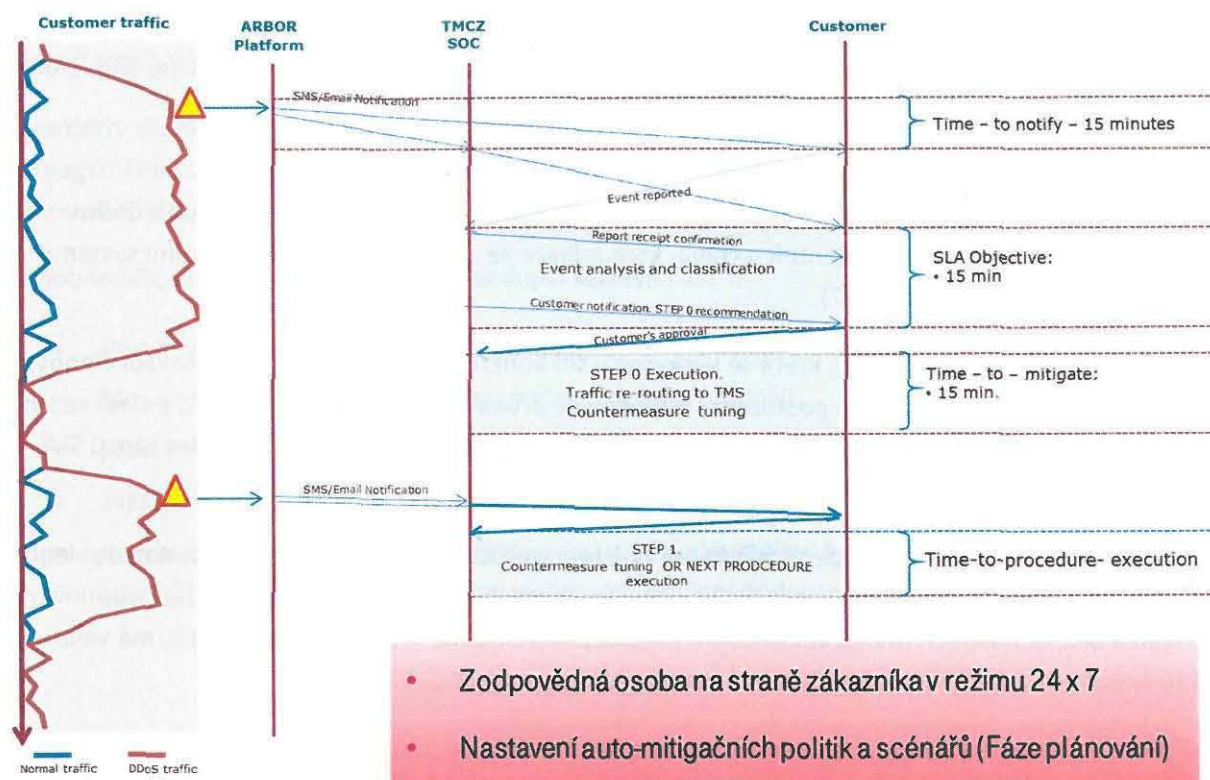 Customer traffic
ARBOR
Platform
TMCZ
SOC
Customer
SMS/Email Notification
Time – to notify – 15 minutes
Event reported
Report receipt confirmation
Event analysis and classification
SLA Objective:
• 15 min
Customer notification. STEP 0 recommendation
Customer's approval
STEP 0 Execution.
Traffic re-routing to TMS
Countermeasure tuning
Time – to – mitigate:
• 15 min.
SMS/Email Notification
STEP 1.
Countermeasure tuning OR NEXT PRODCEDURE
execution
Time-to-procedure- execution
• Zodpovědná osoba na straně zákazníka v režimu 24 x 7
• Nastavení auto-mitigačních politik a scénářů (Fáze plánování)
Normal traffic
DDoS traffic